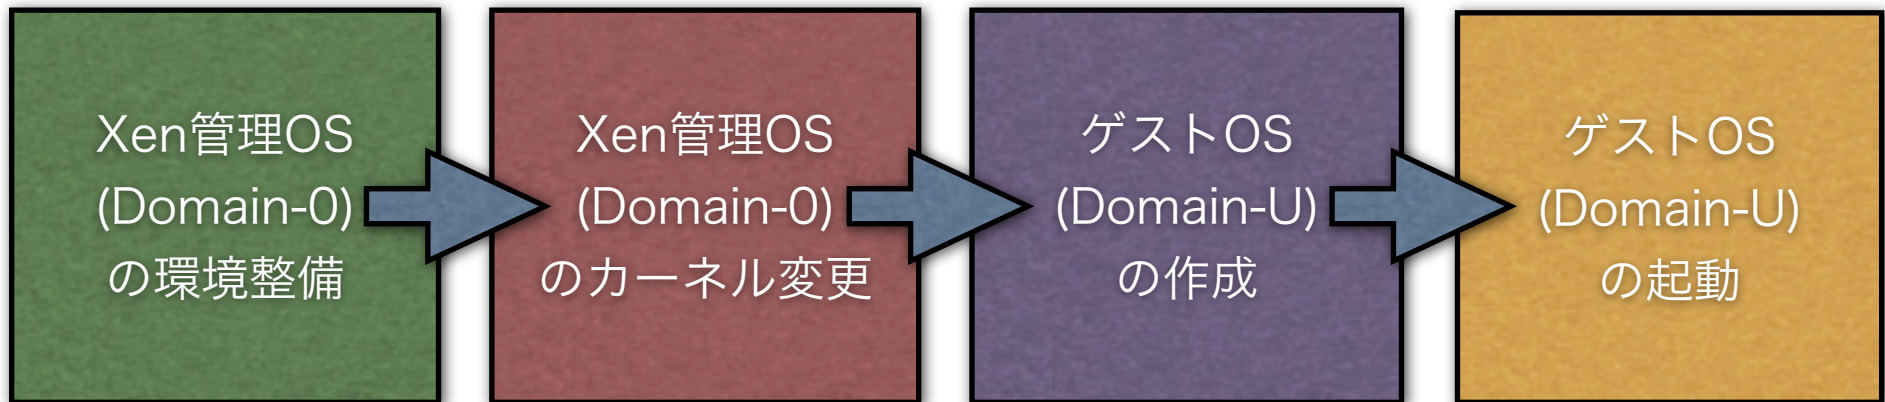 Xen管理OS
(Domain-0)
の環境整備
Xen管理OS
(Domain-0)
のカーネル変更
ゲストOS
(Domain-U)
の作成
ゲストOS
(Domain-U)
の起動